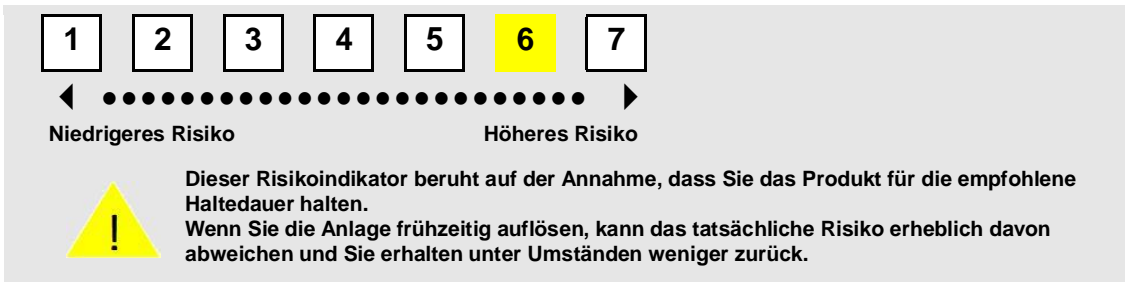 1 2 3 4 5 6 7
Niedrigeres Risiko Höheres Risiko
Dieser Risikoindikator beruht auf der Annahme, dass Sie das Produkt für die empfohlene
Haltedauer halten.
Wenn Sie die Anlage frühzeitig auflösen, kann das tatsächliche Risiko erheblich davon
abweichen und Sie erhalten unter Umständen weniger zurück.
!